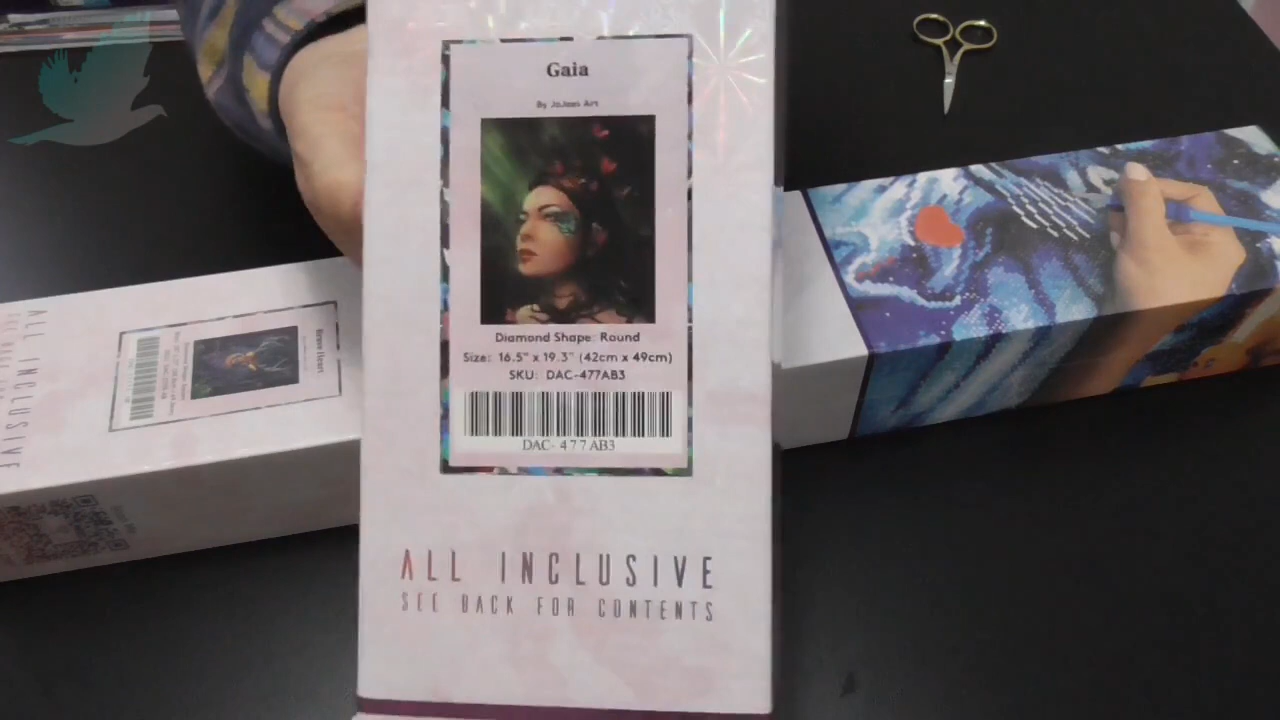 Gaia
By JoJoes Art
Diamond Shape: Round
Size: 16.5" x 19.3" (42cm x 49cm)
SKU: DAC-477AB3
DAC-477AB3
ALL INCLUSIVE
SEE BACK FOR CONTENTS
ALL INCLUSIVE